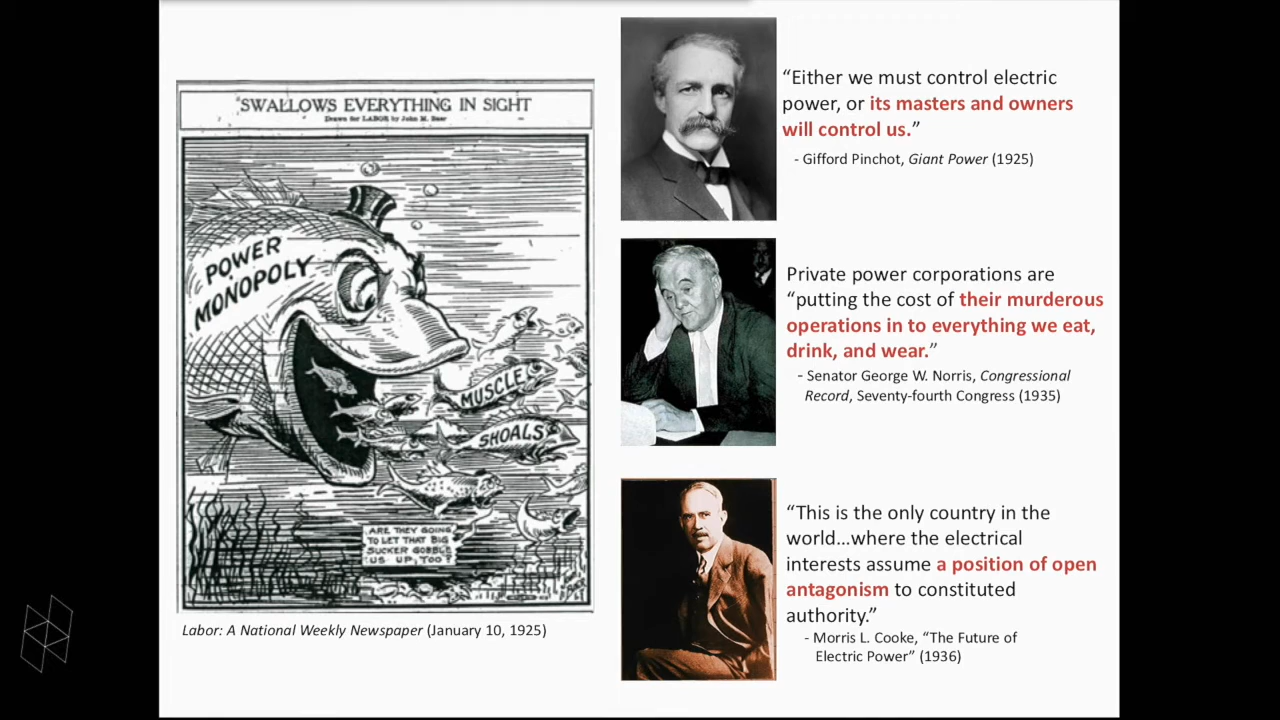 SWALLOWS EVERYTHING IN SIGHT
Drawn for LABOR by John M. Baer
POWER
MONOPOLY
MUSCLE
SHOALS
ARE THEY GOING
TO LET THAT BIG
SUCKER GOBBLE
US UP, TOO?
Labor: A National Weekly Newspaper (January 10, 1925)
“Either we must control electric
power, or its masters and owners
will control us.”
- Gifford Pinchot, Giant Power (1925)
Private power corporations are
“putting the cost of their murderous
operations in to everything we eat,
drink, and wear.”
- Senator George W. Norris, Congressional
Record, Seventy-fourth Congress (1935)
“This is the only country in the
world…where the electrical
interests assume a position of open
antagonism to constituted
authority.”
- Morris L. Cooke, “The Future of
Electric Power” (1936)